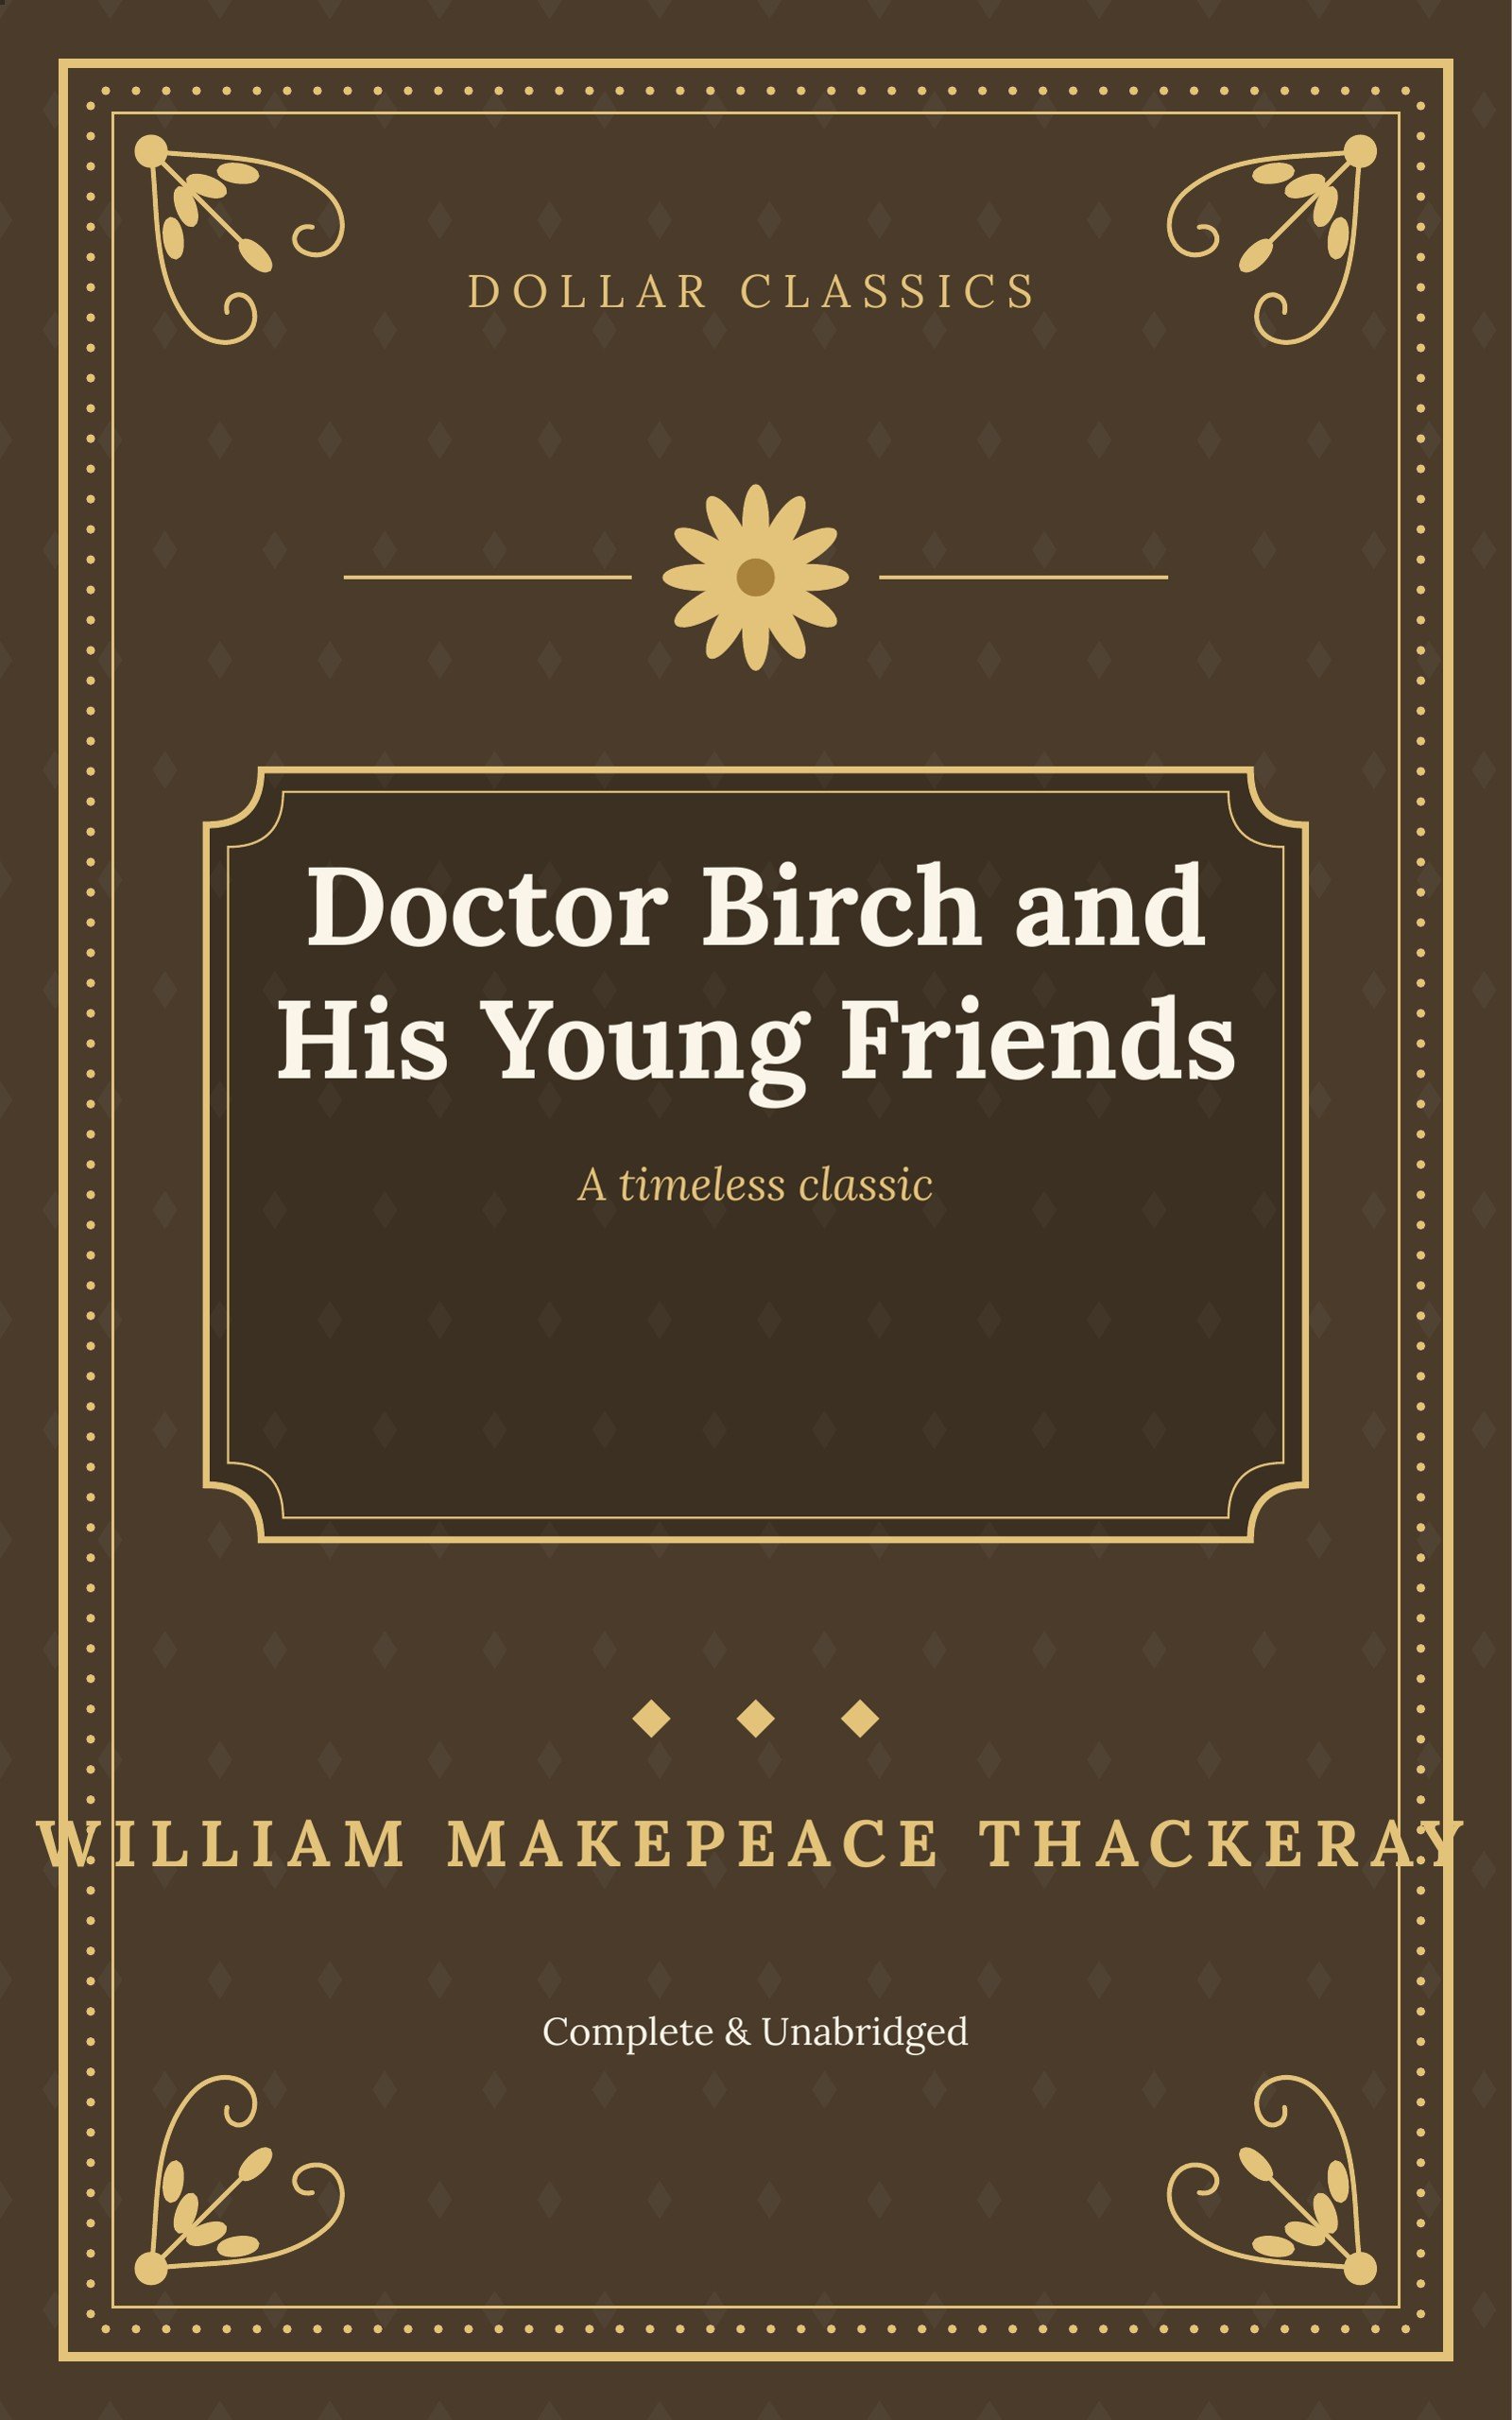 DOLLAR CLASSICS
Doctor Birch and
His Young Friends
A timeless classic
WILLIAM MAKEPEACE THACKERAY
Complete & Unabridged